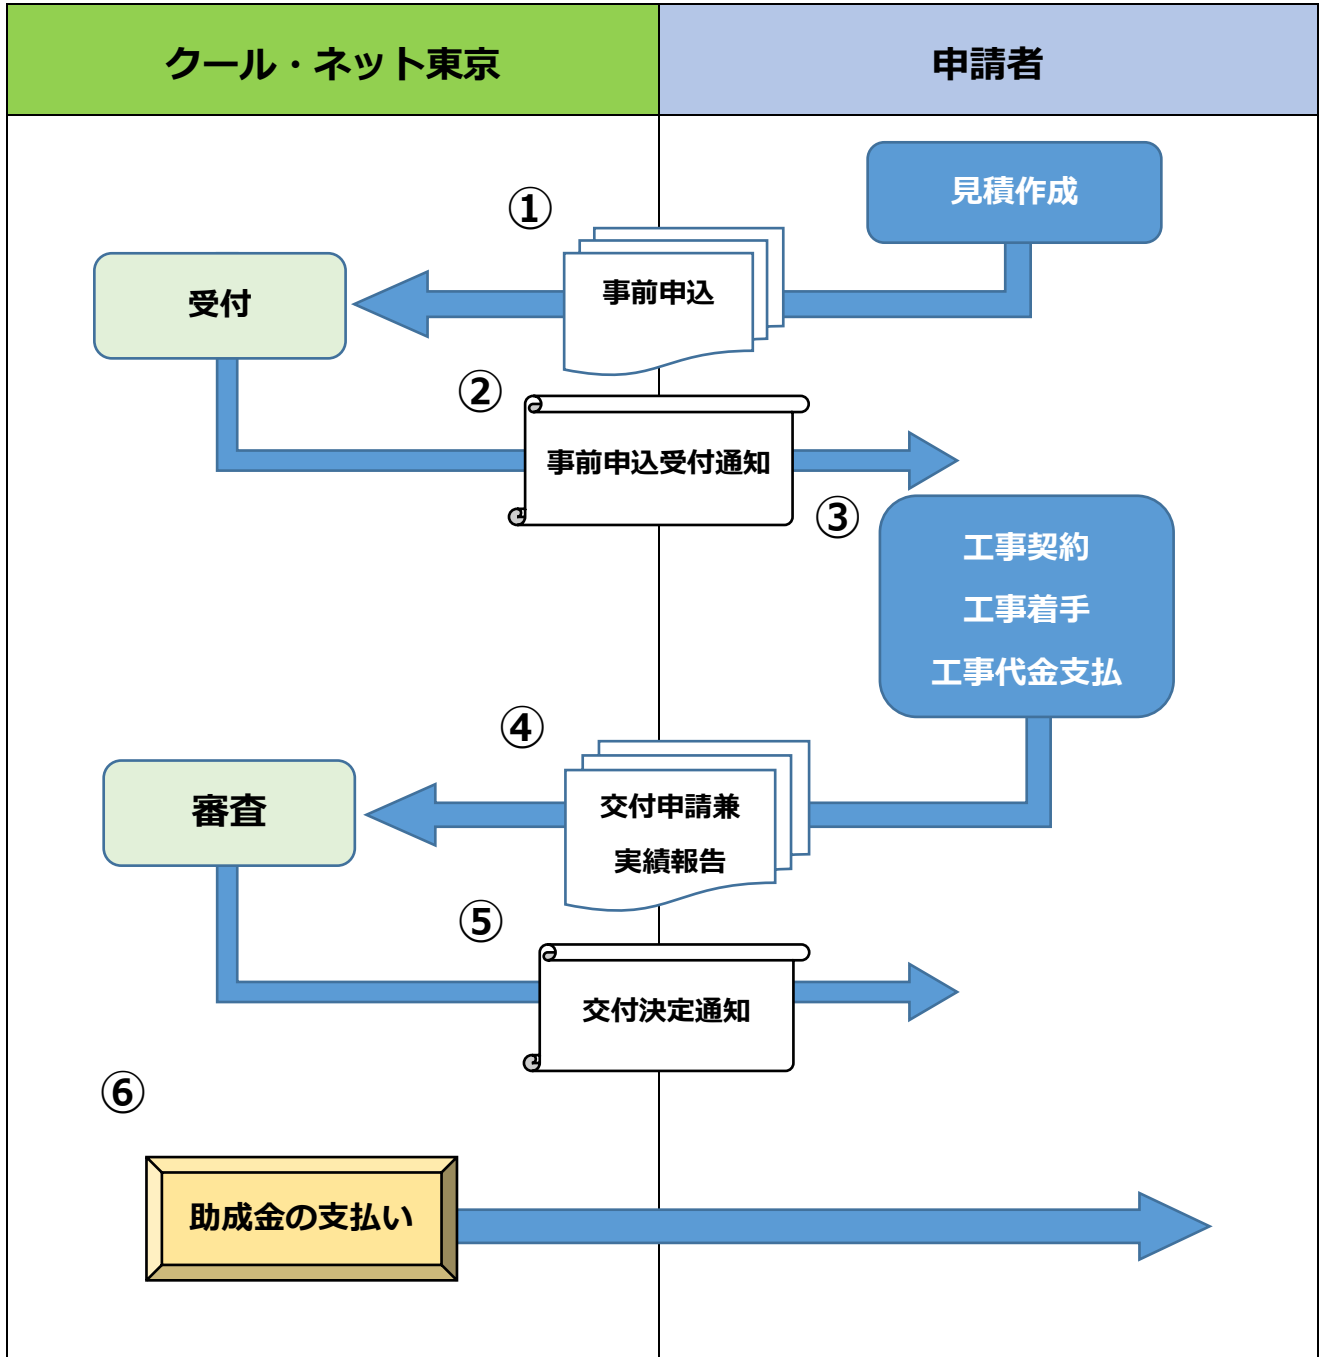 クール・ネット東京
申請者
見積作成
①
事前申込
受付
②
事前申込受付通知
③
工事契約
工事着手
工事代金支払
④
交付申請兼
実績報告
審査
⑤
交付決定通知
⑥
助成金の支払い